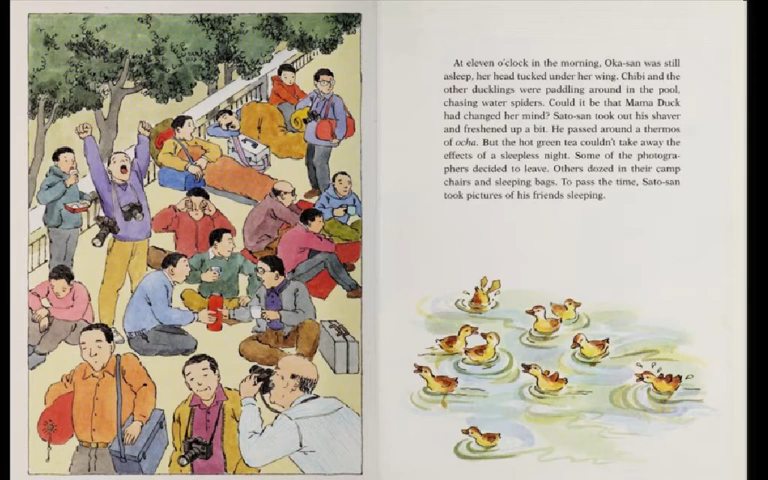 At eleven o'clock in the morning, Oka-san was still
asleep, her head tucked under her wing. Chibi and the
other ducklings were paddling around in the pool,
chasing water spiders. Could it be that Mama Duck
had changed her mind? Sato-san took out his shaver
and freshened up a bit. He passed around a thermos
of ocha. But the hot green tea couldn't take away the
effects of a sleepless night. Some of the photogra-
phers decided to leave. Others dozed in their camp
chairs and sleeping bags. To pass the time, Sato-san
took pictures of his friends sleeping.